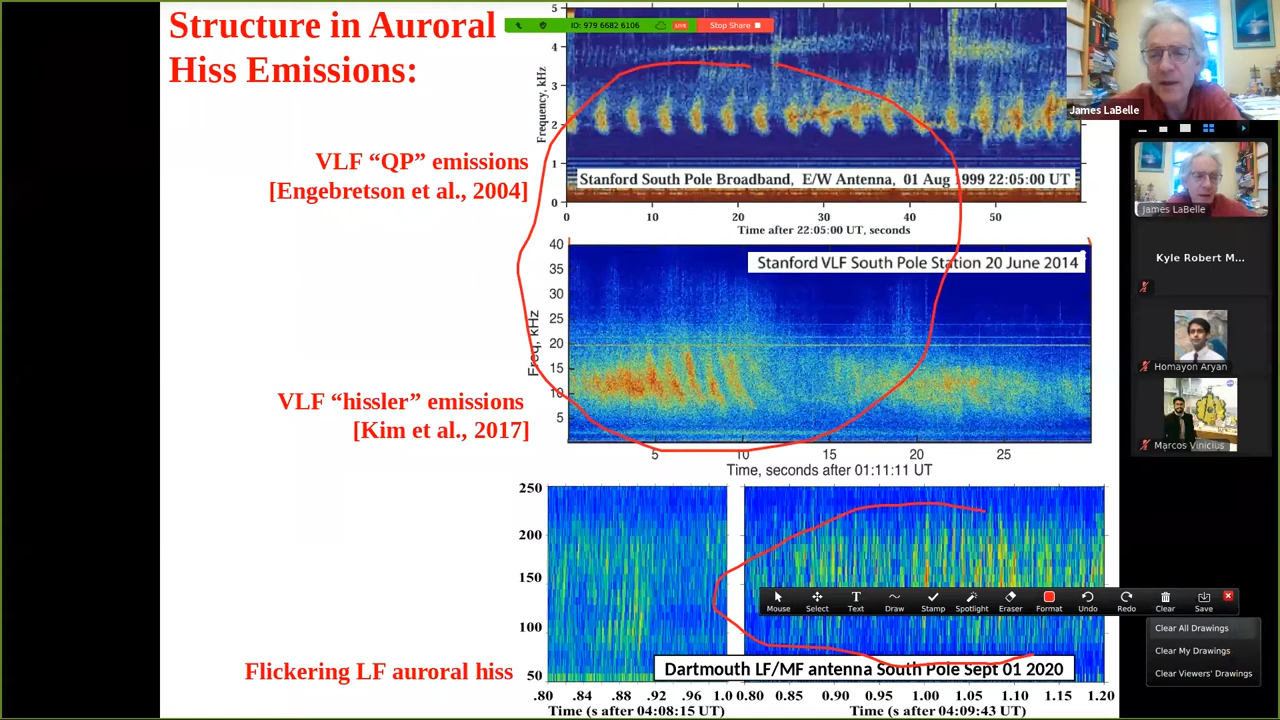 Structure in Auroral
Hiss Emissions:
ID: 979 6682 6106
LIVE
Stop Share
5
4
3
2
1
0
Frequency, kHz
VLF “QP” emissions
[Engebretson et al., 2004]
Stanford South Pole Broadband, E/W Antenna, 01 Aug 1999 22:05:00 UT
0 10 20 30 40 50
Time after 22:05:00 UT, seconds
40
35
30
25
20
15
10
5
Freq, kHz
Stanford VLF South Pole Station 20 June 2014
VLF “hissler” emissions
[Kim et al., 2017]
5 10 15 20 25
Time, seconds after 01:11:11 UT
250
200
150
100
50
Flickering LF auroral hiss
Dartmouth LF/MF antenna South Pole Sept 01 2020
.80 .84 .88 .92 .96 1.0 0.80 0.85 0.90 0.95 1.00 1.05 1.10 1.15 1.20
Time (s after 04:08:15 UT) Time (s after 04:09:43 UT)
James LaBelle
James LaBelle
Kyle Robert M...
Homayon Aryan
Marcos Vinicius
Mouse Select Text Draw Stamp Spotlight Eraser Format Undo Redo Clear Save
Clear All Drawings
Clear My Drawings
Clear Viewers' Drawings